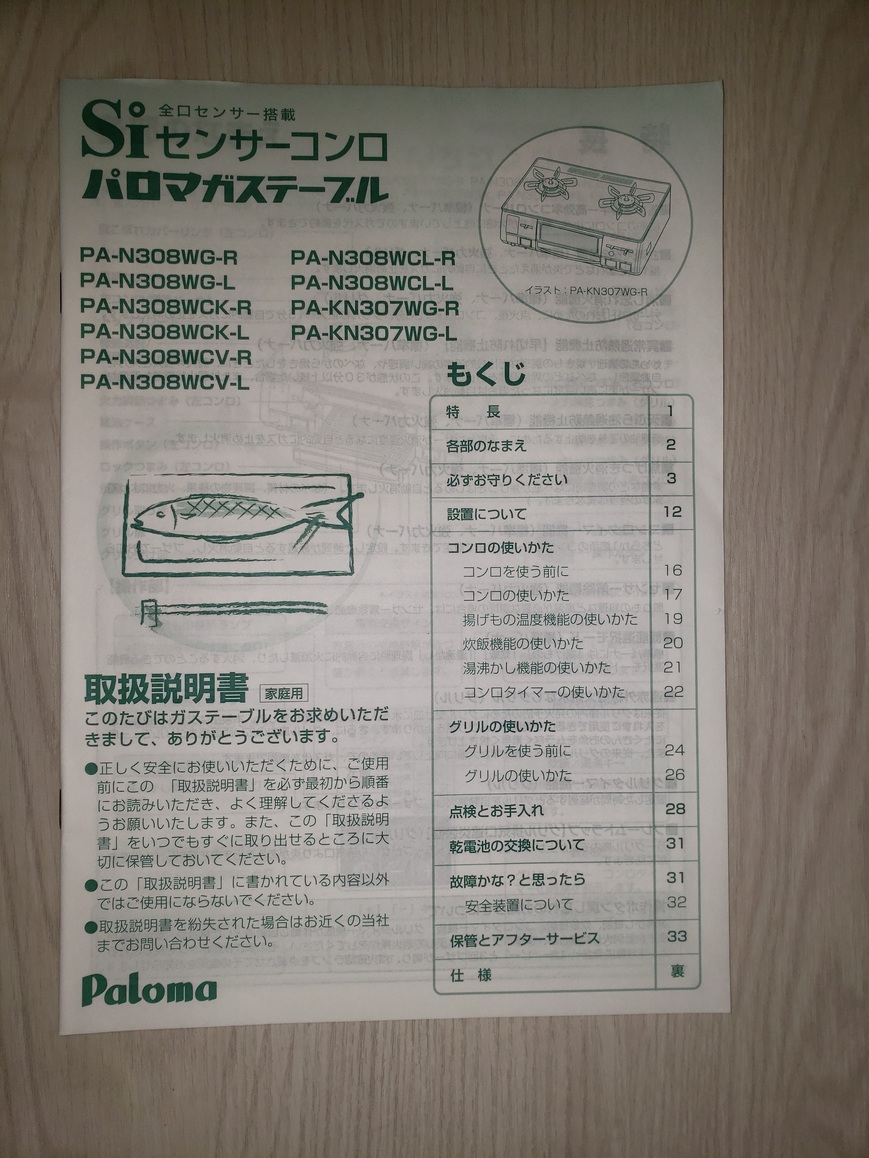 Si 全口センサー搭載
センサーコンロ
パロマガステーブル
PA-N308WG-R
PA-N308WG-L
PA-N308WCK-R
PA-N308WCK-L
PA-N308WCV-R
PA-N308WCV-L
PA-N308WCL-R
PA-N308WCL-L
PA-KN307WG-R
PA-KN307WG-L
イラスト：PA-KN307WG-R
取扱説明書 家庭用
このたびはガステーブルをお求めいただ
きまして、ありがとうございます。
●正しく安全にお使いいただくために、ご使用
前にこの 「取扱説明書」を必ず最初から順番
にお読みいただき、よく理解してくださるよ
うお願いいたします。また、この「取扱説明
書」をいつでもすぐに取り出せるところに大
切に保管しておいてください。
●この「取扱説明書」に書かれている内容以外
ではご使用にならないでください。
●取扱説明書を紛失された場合はお近くの当社
までお問い合わせください。
Paloma
もくじ
特 長 1
各部のなまえ 2
必ずお守りください 3
設置について 12
コンロの使いかた
コンロを使う前に 16
コンロの使いかた 17
揚げもの温度機能の使いかた 19
炊飯機能の使いかた 20
湯沸かし機能の使いかた 21
コンロタイマーの使いかた 22
グリルの使いかた
グリルを使う前に 24
グリルの使いかた 26
点検とお手入れ 28
乾電池の交換について 31
故障かな？と思ったら 31
安全装置について 32
保管とアフターサービス 33
仕 様 裏